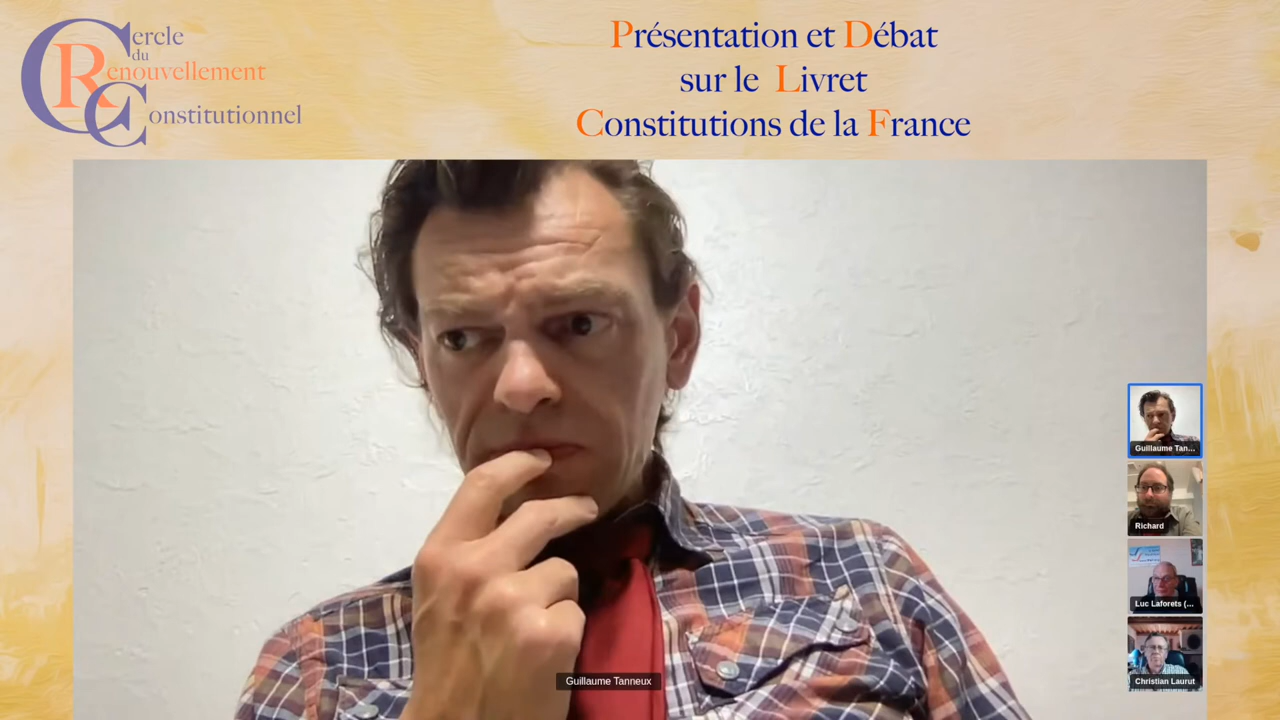 Cercle
du
Renouvellement
Constitutionnel
Présentation et Débat
sur le Livret
Constitutions de la France
Guillaume Tan...
Richard
Luc Laforets (...
Christian Laurut
Guillaume Tanneux